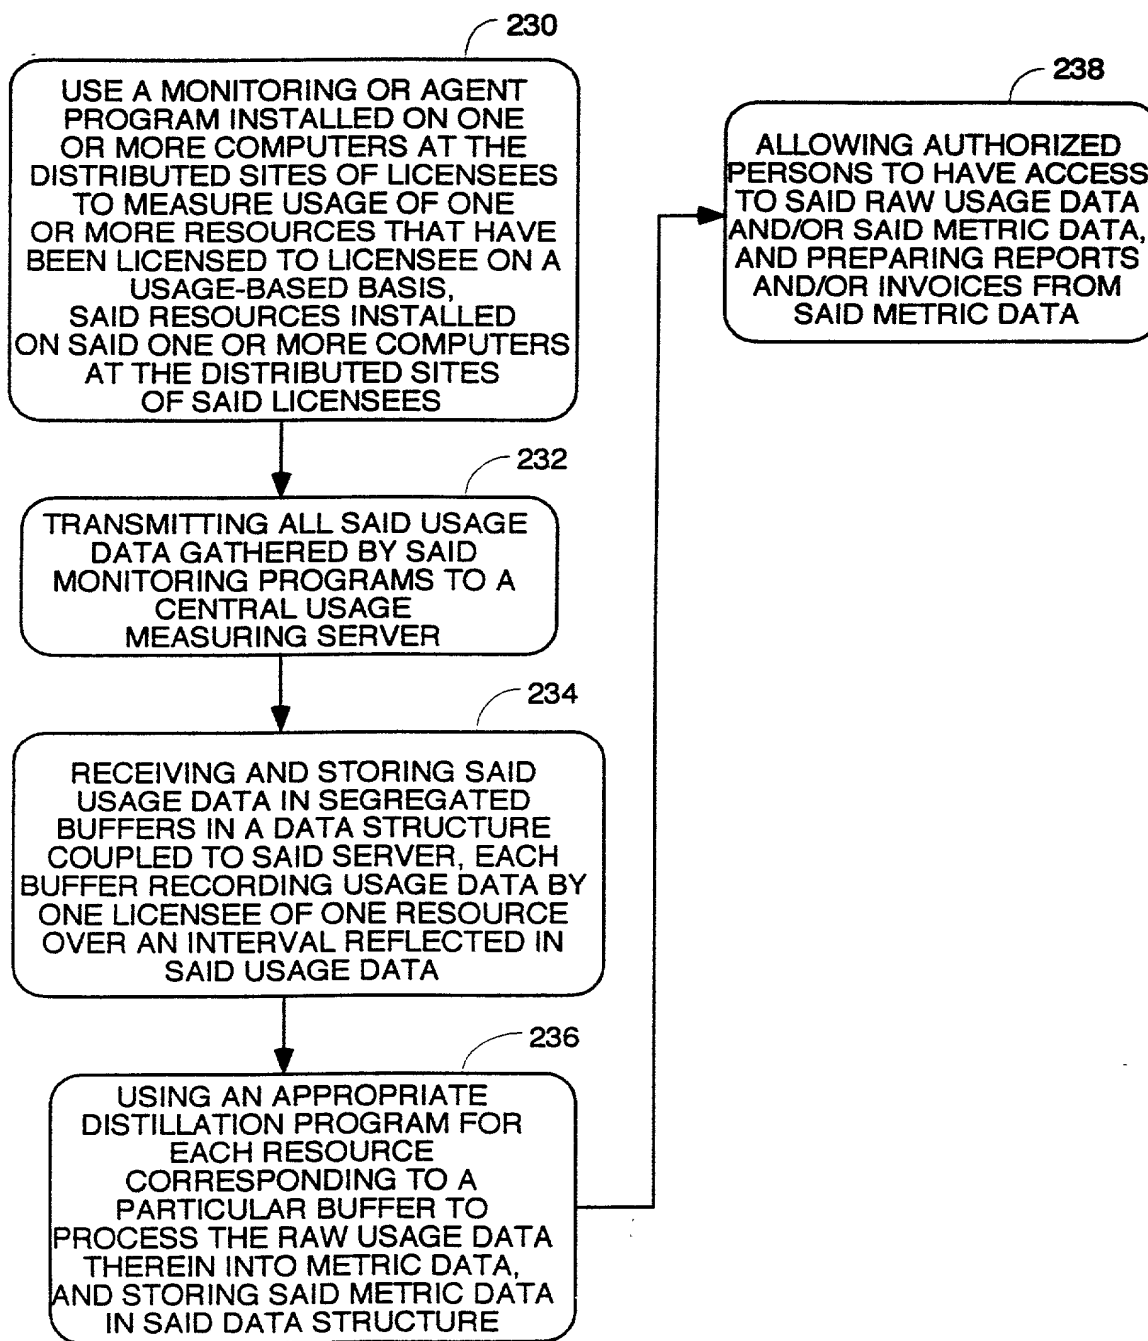 230
USE A MONITORING OR AGENT
PROGRAM INSTALLED ON ONE
OR MORE COMPUTERS AT THE
DISTRIBUTED SITES OF LICENSEES
TO MEASURE USAGE OF ONE
OR MORE RESOURCES THAT HAVE
BEEN LICENSED TO LICENSEE ON A
USAGE-BASED BASIS,
SAID RESOURCES INSTALLED
ON SAID ONE OR MORE COMPUTERS
AT THE DISTRIBUTED SITES
OF SAID LICENSEES
232
TRANSMITTING ALL SAID USAGE
DATA GATHERED BY SAID
MONITORING PROGRAMS TO A
CENTRAL USAGE
MEASURING SERVER
234
RECEIVING AND STORING SAID
USAGE DATA IN SEGREGATED
BUFFERS IN A DATA STRUCTURE
COUPLED TO SAID SERVER, EACH
BUFFER RECORDING USAGE DATA BY
ONE LICENSEE OF ONE RESOURCE
OVER AN INTERVAL REFLECTED IN
SAID USAGE DATA
236
USING AN APPROPRIATE
DISTILLATION PROGRAM FOR
EACH RESOURCE
CORRESPONDING TO A
PARTICULAR BUFFER TO
PROCESS THE RAW USAGE DATA
THEREIN INTO METRIC DATA,
AND STORING SAID METRIC DATA
IN SAID DATA STRUCTURE
238
ALLOWING AUTHORIZED
PERSONS TO HAVE ACCESS
TO SAID RAW USAGE DATA
AND/OR SAID METRIC DATA,
AND PREPARING REPORTS
AND/OR INVOICES FROM
SAID METRIC DATA